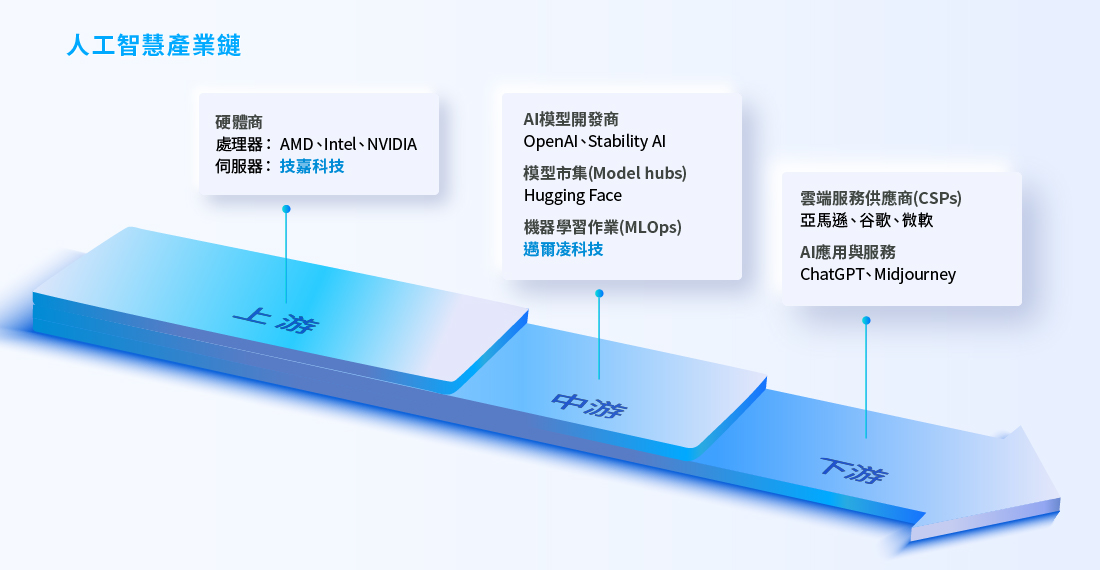 人工智慧產業鏈
硬體商
處理器： AMD、Intel、NVIDIA
伺服器： 技嘉科技
上游
AI模型開發商
OpenAI、Stability AI
模型市集(Model hubs)
Hugging Face
機器學習作業(MLOps)
邁爾凌科技
中游
雲端服務供應商(CSPs)
亞馬遜、谷歌、微軟
AI應用與服務
ChatGPT、Midjourney
下游